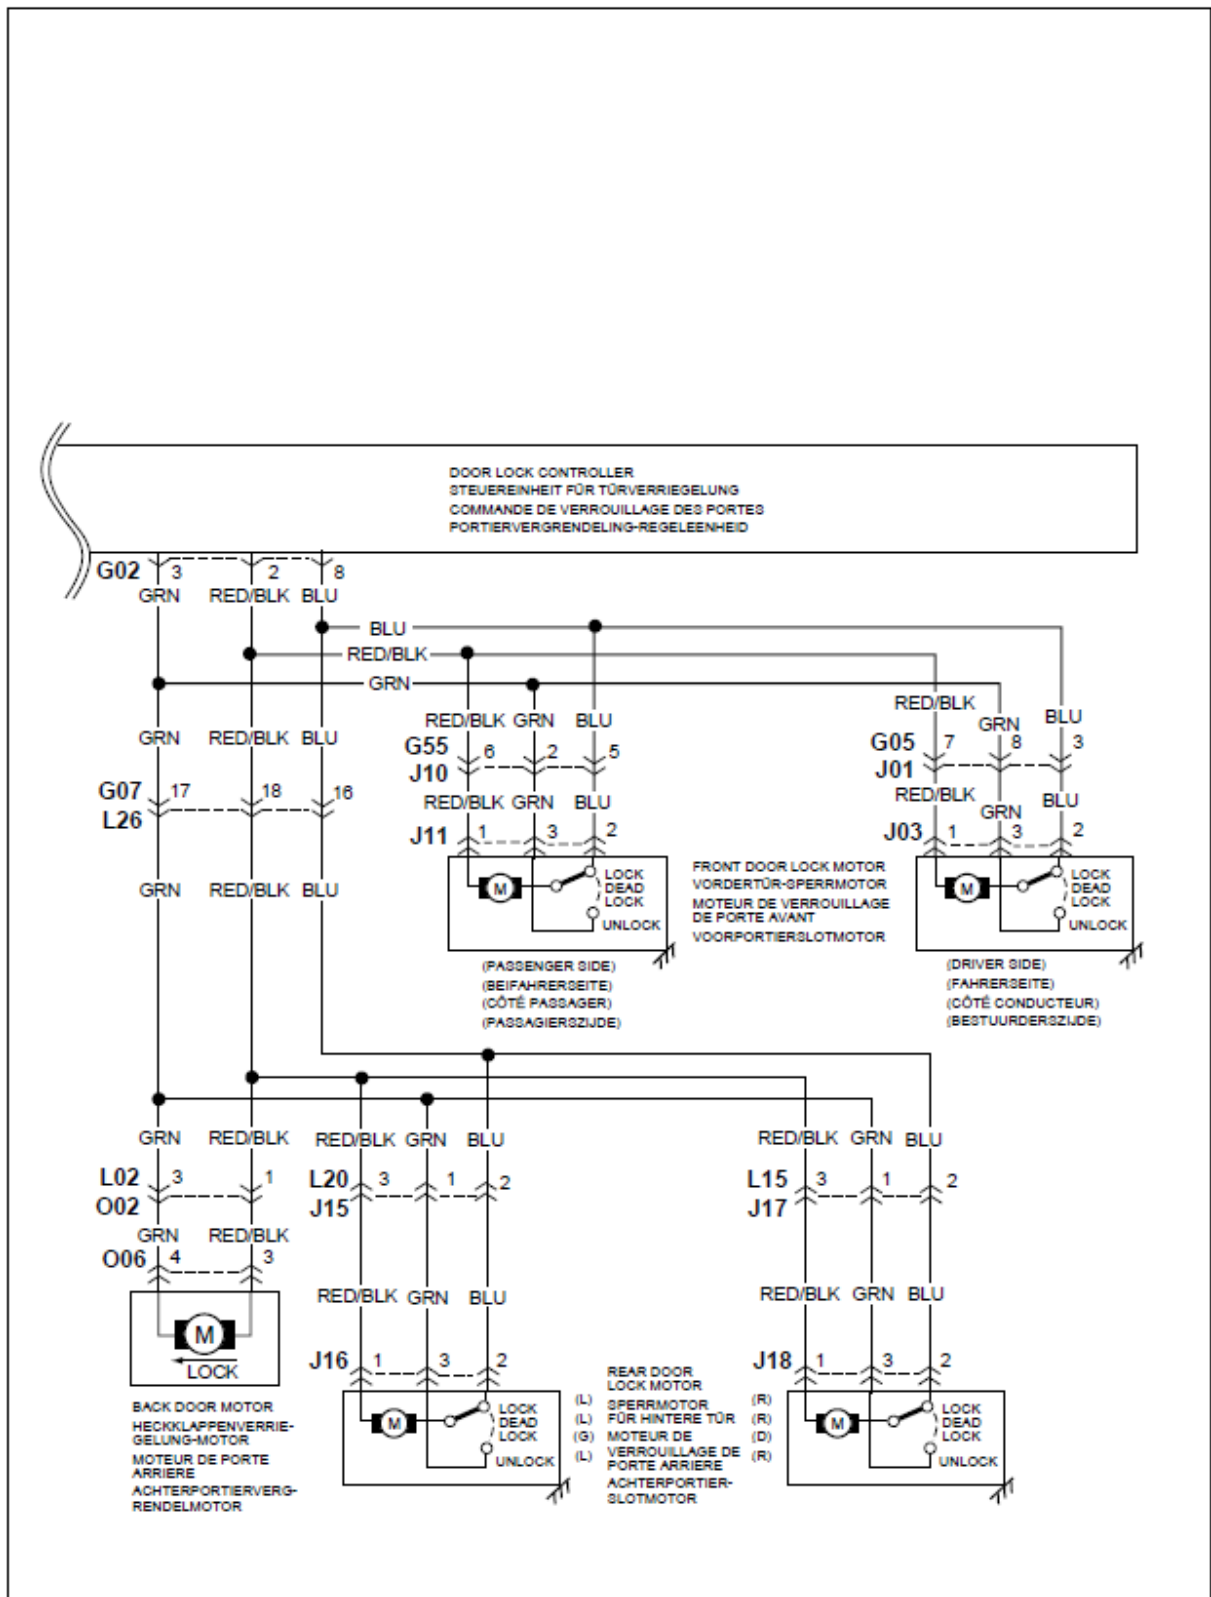 DOOR LOCK CONTROLLER
STEUEREINHEIT FÜR TÜRVERRIEGELUNG
COMMANDE DE VERROUILLAGE DES PORTES
PORTIERVERGRENDELING-REGELEENHEID
G02 3 2 8
GRN RED/BLK BLU
BLU
RED/BLK
GRN
RED/BLK GRN BLU
RED/BLK GRN BLU
GRN RED/BLK BLU
G55 6 2 5
J10
G05 7 8 3
J01
G07 17 18 16
L26
RED/BLK GRN BLU
RED/BLK GRN BLU
J11 1 3 2
J03 1 3 2
GRN RED/BLK BLU
M LOCK
DEAD
LOCK
UNLOCK
FRONT DOOR LOCK MOTOR
VORDERTÜR-SPERRMOTOR
MOTEUR DE VERROUILLAGE
DE PORTE AVANT
VOORPORTIERSLOTMOTOR
M LOCK
DEAD
LOCK
UNLOCK
(PASSENGER SIDE)
(BEIFAHRERSEITE)
(CÔTÉ PASSAGER)
(PASSAGIERSZIJDE)
(DRIVER SIDE)
(FAHRERSEITE)
(CÔTÉ CONDUCTEUR)
(BESTUURDERSZIJDE)
GRN RED/BLK RED/BLK GRN BLU RED/BLK GRN BLU
L02 3 1
O02
L20 3 1 2
J15
L15 3 1 2
J17
GRN RED/BLK
O06 4 3
RED/BLK GRN BLU
RED/BLK GRN BLU
M
LOCK
J16 1 3 2
J18 1 3 2
BACK DOOR MOTOR
HECKKLAPPENVERRIE-
GELUNG-MOTOR
MOTEUR DE PORTE
ARRIERE
ACHTERPORTIERVERG-
RENDELMOTOR
M LOCK
DEAD
LOCK
UNLOCK
REAR DOOR
LOCK MOTOR
(L) SPERRMOTOR (R)
(L) FÜR HINTERE TÜR (R)
(G) MOTEUR DE (D)
(L) VERROUILLAGE DE (R)
PORTE ARRIERE
ACHTERPORTIER-
SLOTMOTOR
M LOCK
DEAD
LOCK
UNLOCK